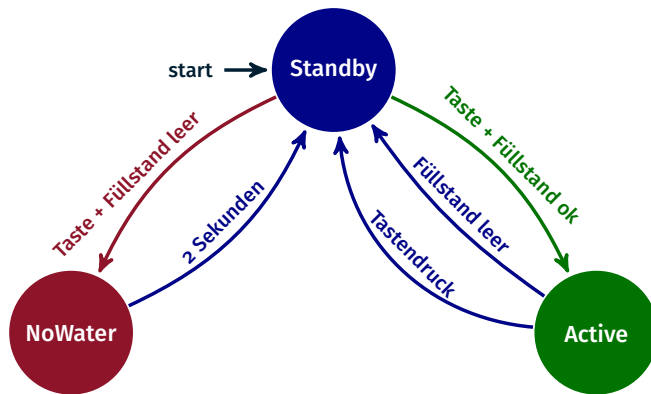 start
Standby
Taste + Füllstand leer
2 Sekunden
Tastendruck
Füllstand leer
Taste + Füllstand ok
NoWater
Active